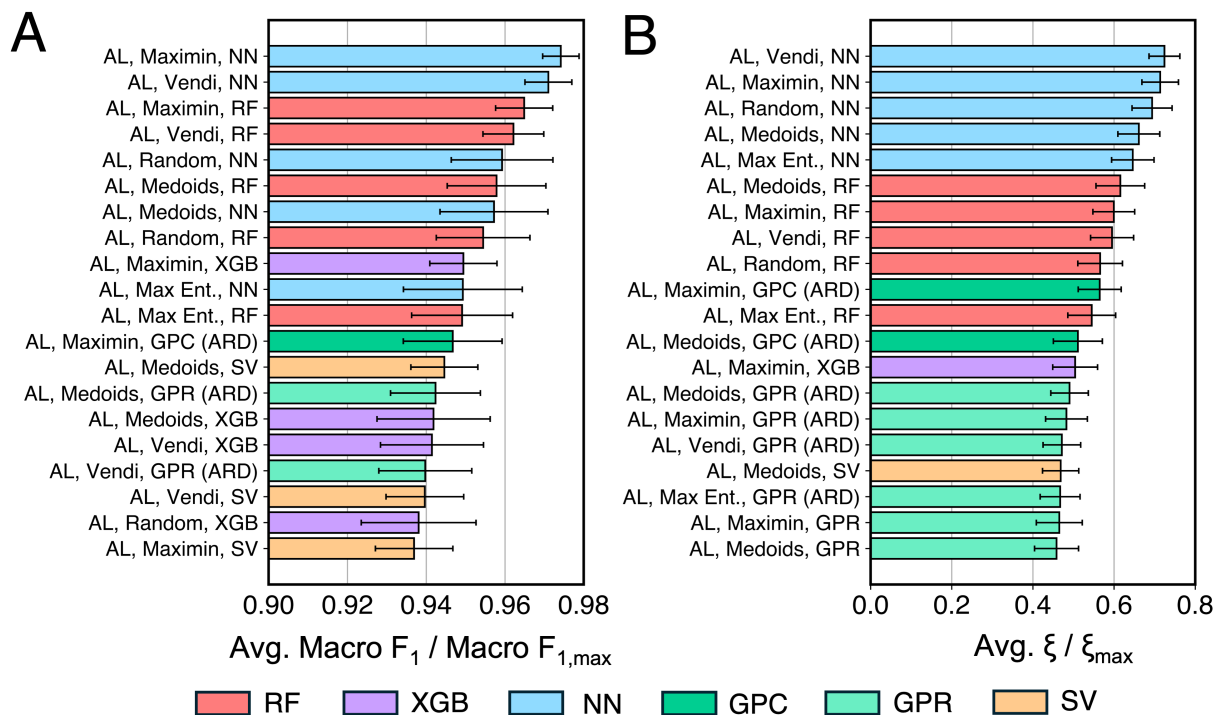 A
AL, Maximin, NN
AL, Vendi, NN
AL, Maximin, RF
AL, Vendi, RF
AL, Random, NN
AL, Medoids, RF
AL, Medoids, NN
AL, Random, RF
AL, Maximin, XGB
AL, Max Ent., NN
AL, Max Ent., RF
AL, Maximin, GPC (ARD)
AL, Medoids, SV
AL, Medoids, GPR (ARD)
AL, Medoids, XGB
AL, Vendi, XGB
AL, Vendi, GPR (ARD)
AL, Vendi, SV
AL, Random, XGB
AL, Maximin, SV
0.90 0.92 0.94 0.96 0.98
Avg. Macro F1 / Macro F1,max
B
AL, Vendi, NN
AL, Maximin, NN
AL, Random, NN
AL, Medoids, NN
AL, Max Ent., NN
AL, Medoids, RF
AL, Maximin, RF
AL, Vendi, RF
AL, Random, RF
AL, Maximin, GPC (ARD)
AL, Max Ent., RF
AL, Medoids, GPC (ARD)
AL, Maximin, XGB
AL, Medoids, GPR (ARD)
AL, Maximin, GPR (ARD)
AL, Vendi, GPR (ARD)
AL, Medoids, SV
AL, Max Ent., GPR (ARD)
AL, Maximin, GPR
AL, Medoids, GPR
0.0 0.2 0.4 0.6 0.8
Avg. ξ / ξmax
RF XGB NN GPC GPR SV